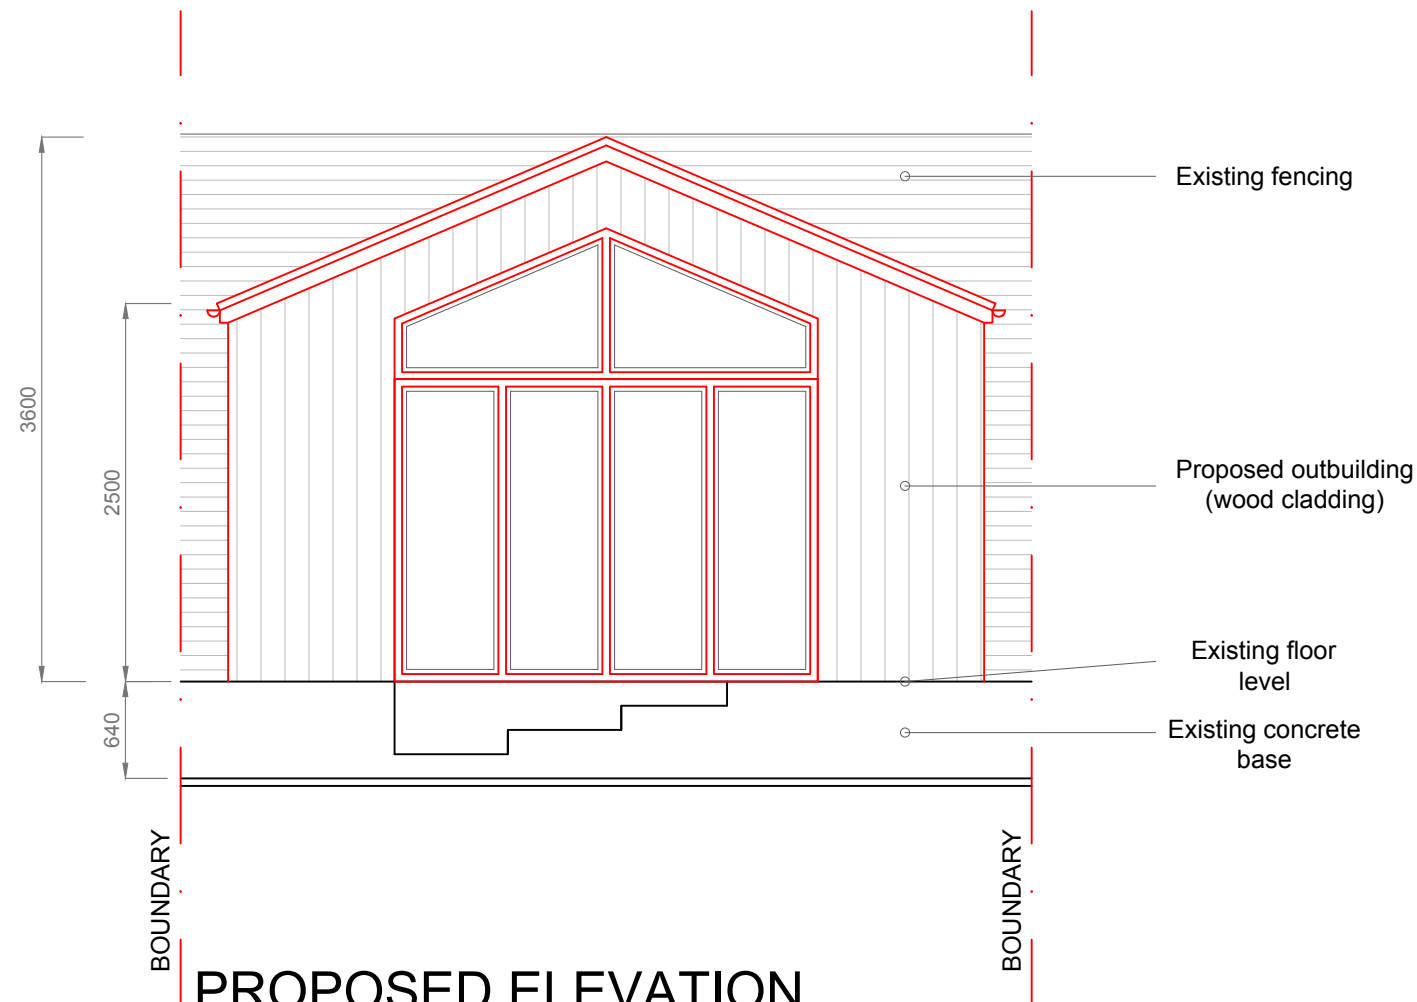 Existing fencing
3600
2500
Proposed outbuilding
(wood cladding)
Existing floor
level
640
Existing concrete
base
BOUNDARY
BOUNDARY
PROPOSED ELEVATION